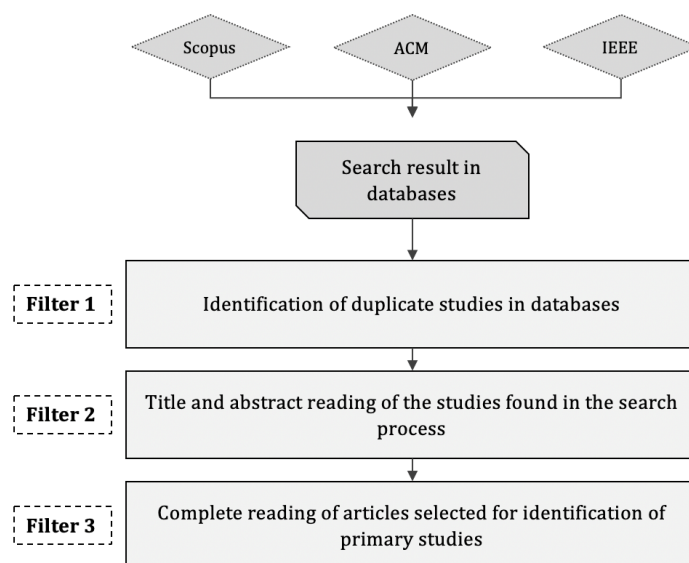 Scopus
ACM
IEEE
Search result in
databases
Filter 1
Identification of duplicate studies in databases
Filter 2
Title and abstract reading of the studies found in the search
process
Filter 3
Complete reading of articles selected for identification of
primary studies